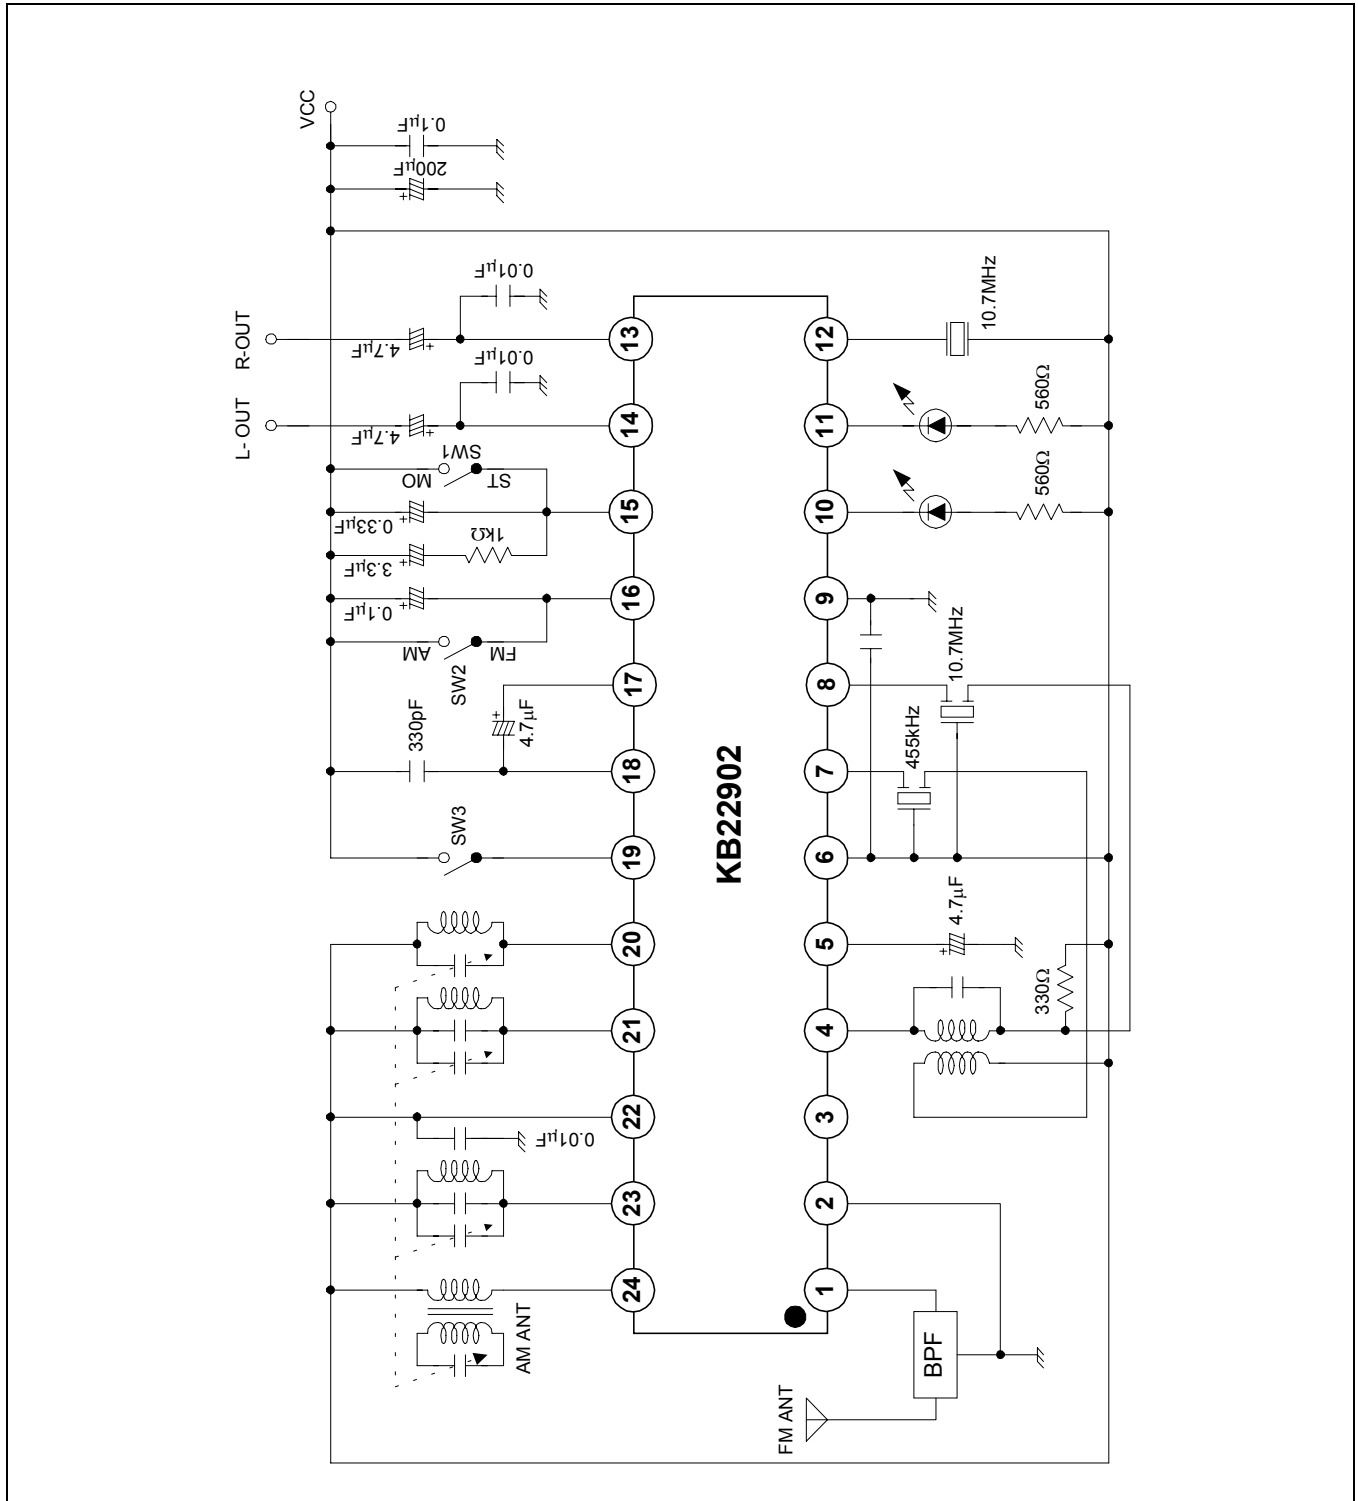 VCC
0.1µF
200µF
R-OUT
L-OUT
4.7µF
0.01µF
4.7µF
0.01µF
SW1
MO
ST
0.33µF
3.3µF
1kΩ
0.1µF
AM
FM
SW2
330pF
4.7µF
SW3
0.01µF
AM ANT
13
14
15
16
17
18
19
20
21
22
23
24
KB22902
12
11
10
9
8
7
6
5
4
3
2
1
10.7MHz
560Ω
560Ω
10.7MHz
455kHz
4.7µF
330Ω
BPF
FM ANT